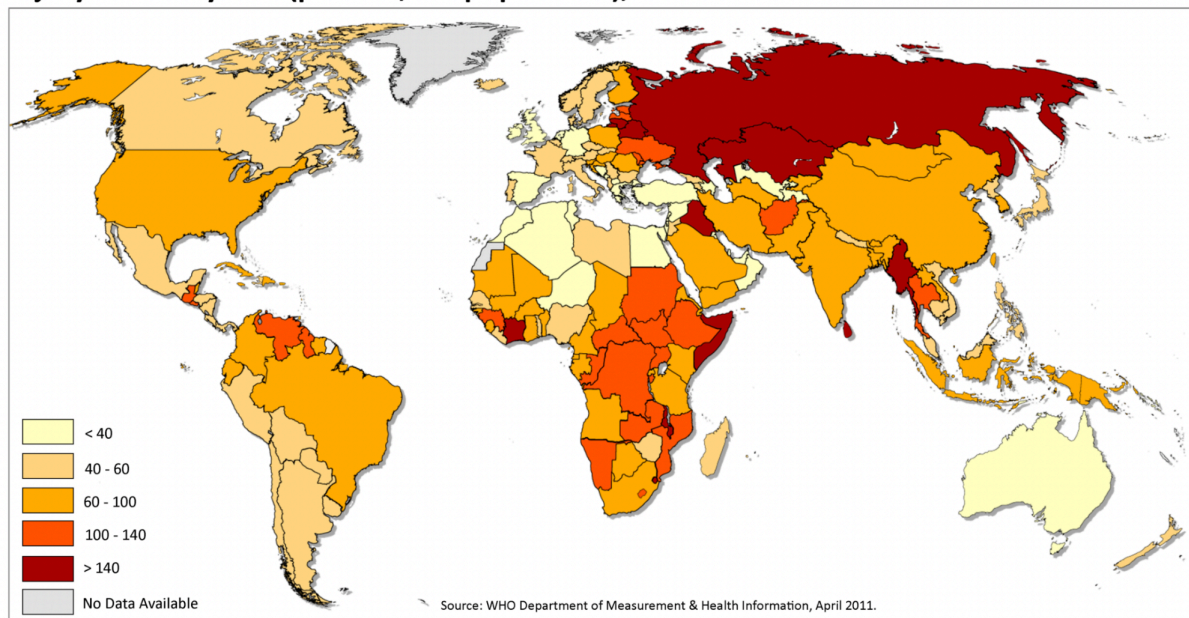 < 40
40 - 60
60 - 100
100 - 140
> 140
No Data Available
Source: WHO Department of Measurement & Health Information, April 2011.